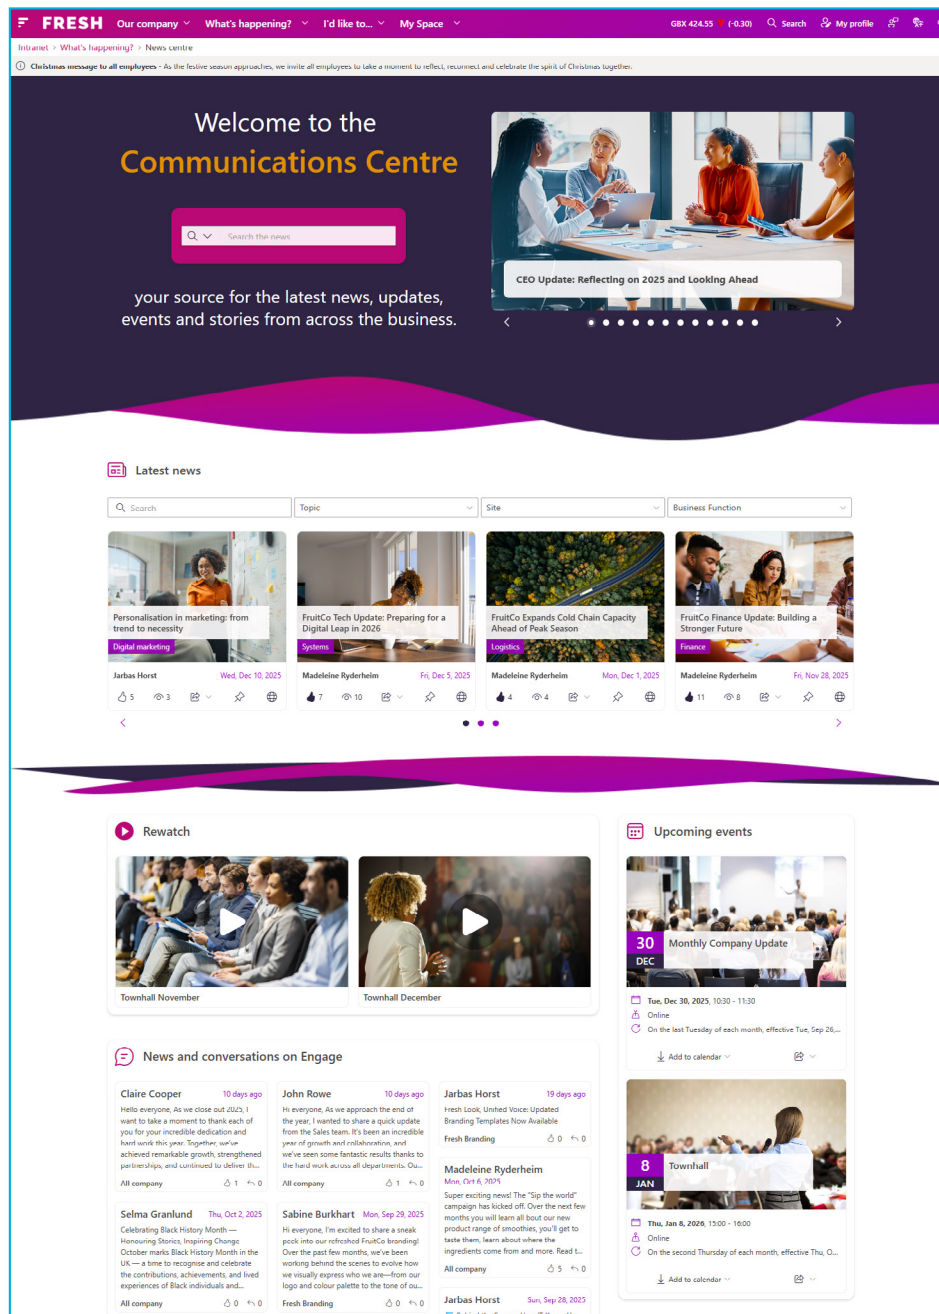 FRESH
Our company
What's happening?
I'd like to...
My Space
GBX 424.55 (-0.30)
Search
My profile
Intranet > What's happening? > News centre
Christmas message to all employees - As the festive season approaches, we invite all employees to take a moment to reflect, reconnect and celebrate the spirit of Christmas together.
Welcome to the
Communications Centre
Search the news
your source for the latest news, updates,
events and stories from across the business.
CEO Update: Reflecting on 2025 and Looking Ahead
Latest news
Search
Topic
Site
Business Function
Personalisation in marketing: from
trend to necessity
Digital marketing
Jarbas Horst
Wed, Dec 10, 2025
5
3
FruitCo Tech Update: Preparing for a
Digital Leap in 2026
Systems
Madeleine Ryderheim
Fri, Dec 5, 2025
7
10
FruitCo Expands Cold Chain Capacity
Ahead of Peak Season
Logistics
Madeleine Ryderheim
Mon, Dec 1, 2025
4
4
FruitCo Finance Update: Building a
Stronger Future
Finance
Madeleine Ryderheim
Fri, Nov 28, 2025
11
8
Rewatch
Townhall November
Townhall December
Upcoming events
30
DEC
Monthly Company Update
Tue, Dec 30, 2025, 10:30 - 11:30
Online
On the last Tuesday of each month, effective Tue, Sep 26,...
Add to calendar
8
JAN
Townhall
Thu, Jan 8, 2026, 15:00 - 16:00
Online
On the second Thursday of each month, effective Thu, O...
Add to calendar
News and conversations on Engage
Claire Cooper
10 days ago
Hello everyone, As we close out 2025, I
want to take a moment to thank each of
you for your incredible dedication and
hard work this year. Together, we've
achieved remarkable growth, strengthened
partnerships, and continued to deliver th...
All company
1
0
John Rowe
10 days ago
Hi everyone, As we approach the end of
the year, I wanted to share a quick update
from the Sales team. It's been an incredible
year of growth and collaboration, and
we've seen some fantastic results thanks to
the hard work across all departments. Ou...
All company
1
0
Jarbas Horst
19 days ago
Fresh Look, Unified Voice: Updated
Branding Templates Now Available
Fresh Branding
0
0
Madeleine Ryderheim
Mon, Oct 6, 2025
Super exciting news! The "Sip the world"
campaign has kicked off. Over the next few
months you will learn all about our new
product range of smoothies, you'll get to
taste them, learn about where the
ingredients come from and more. Read t...
All company
5
0
Selma Granlund
Thu, Oct 2, 2025
Celebrating Black History Month —
Honouring Stories, Inspiring Change
October marks Black History Month in the
UK — a time to recognise and celebrate
the contributions, achievements, and lived
experiences of Black individuals and...
All company
0
0
Sabine Burkhart
Mon, Sep 29, 2025
Hi everyone, I'm excited to share a sneak
peek into our refreshed FruitCo branding!
Over the past few months, we've been
working behind the scenes to evolve how
we visually express who we are—from our
logo and colour palette to the tone of ou...
Fresh Branding
0
0
Jarbas Horst
Sun, Sep 28, 2025